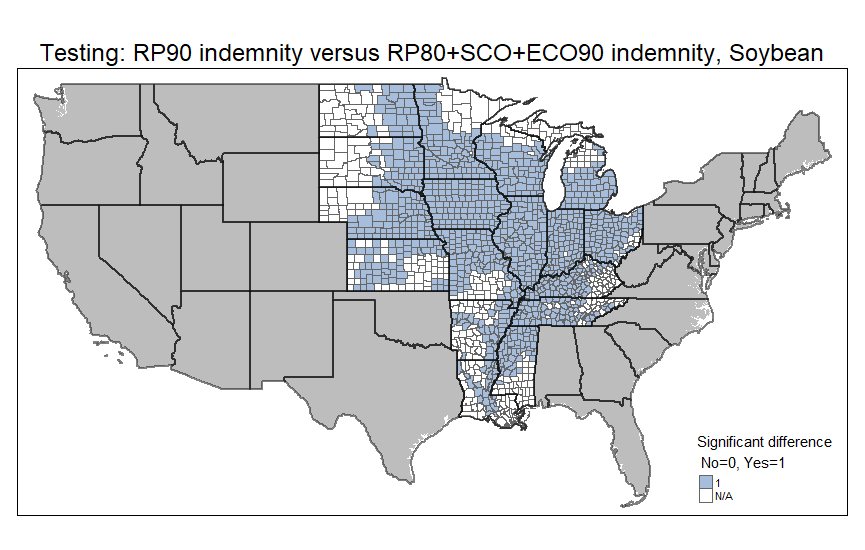 Testing: RP90 indemnity versus RP80+SCO+ECO90 indemnity, Soybean
Significant difference
No=0, Yes=1
1
N/A